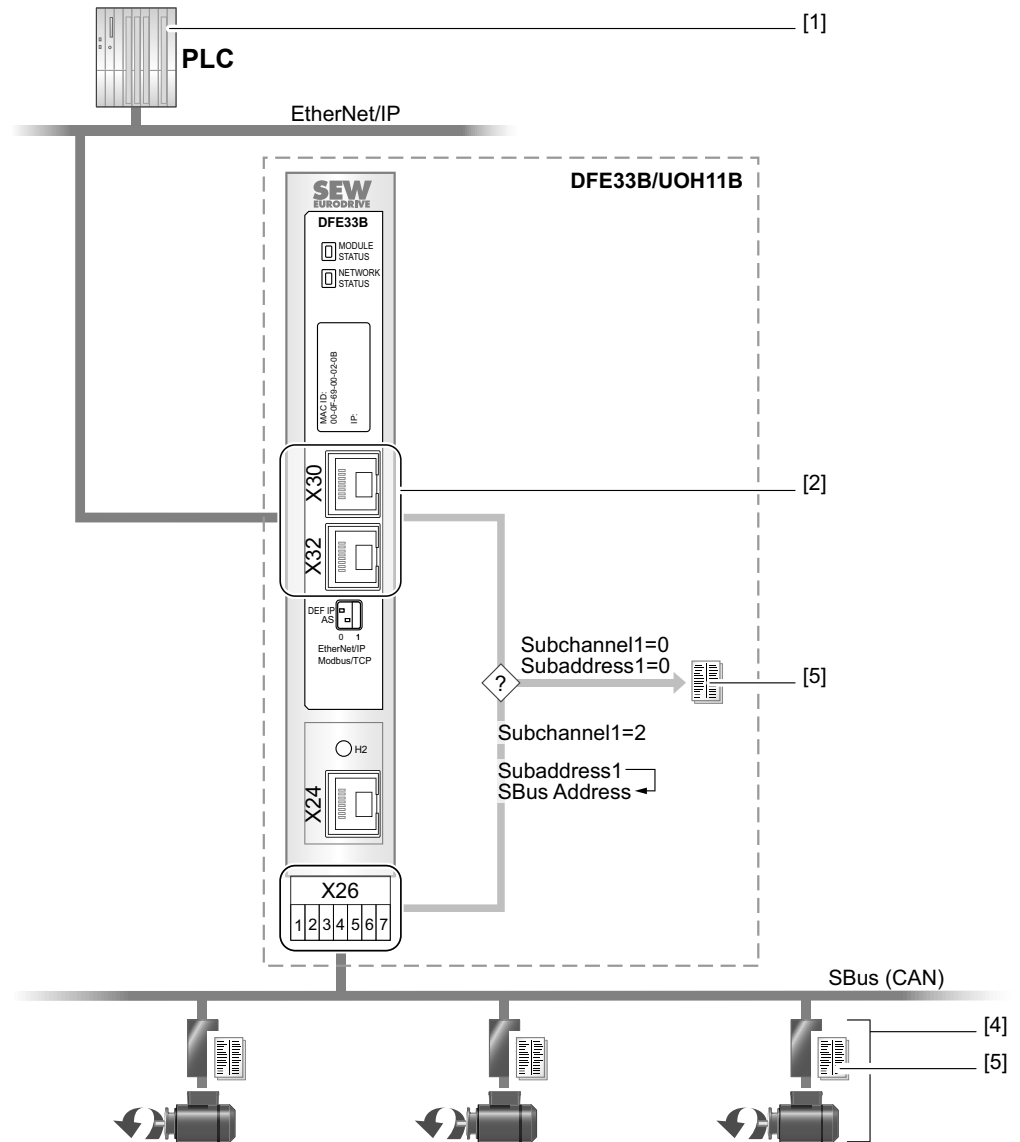 [1]
PLC
EtherNet/IP
DFE33B/UOH11B
SEW
EURODRIVE
DFE33B
MODULE
STATUS
NETWORK
STATUS
MAC ID:
00-0F-69-00-02-0B
IP:
X30
[2]
X32
DEF IP
AS
0 1
EtherNet/IP
Modbus/TCP
Subchannel1=0
Subaddress1=0
[5]
?
Subchannel1=2
Subaddress1
SBus Address
H2
X24
X26
1 2 3 4 5 6 7
SBus (CAN)
[4]
[5]